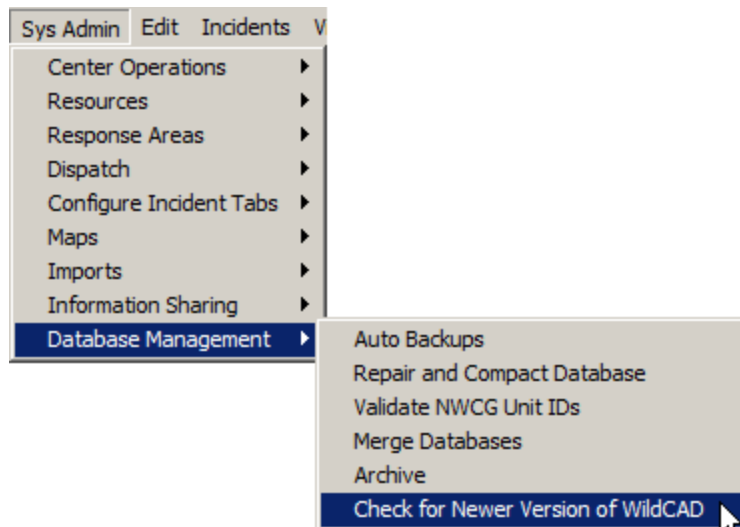 Sys Admin Edit Incidents
Center Operations
Resources
Response Areas
Dispatch
Configure Incident Tabs
Maps
Imports
Information Sharing
Database Management
Auto Backups
Repair and Compact Database
Validate NWCG Unit IDs
Merge Databases
Archive
Check for Newer Version of WildCAD